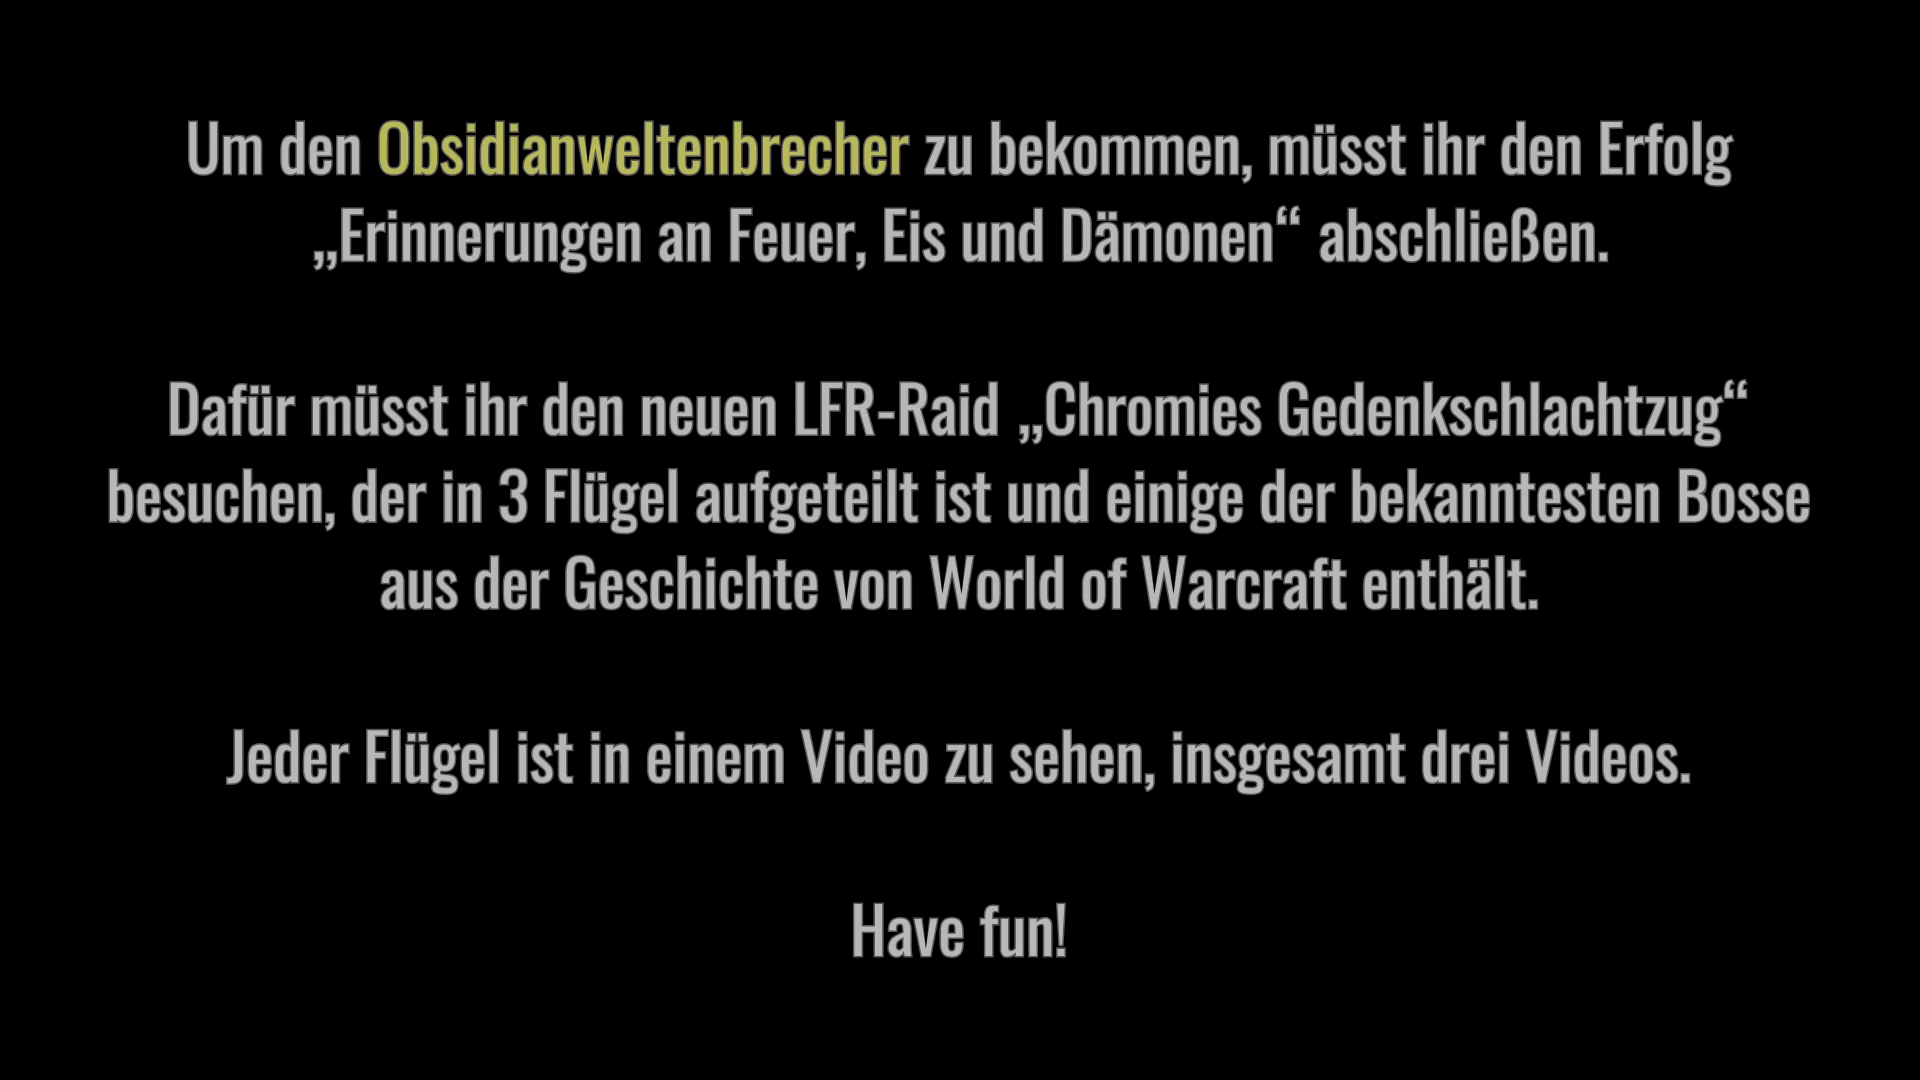 Um den Obsidianweltenbrecher zu bekommen, müsst ihr den Erfolg
„Erinnerungen an Feuer, Eis und Dämonen“ abschließen.
Dafür müsst ihr den neuen LFR-Raid „Chromies Gedenkschlachtzug“
besuchen, der in 3 Flügel aufgeteilt ist und einige der bekanntesten Bosse
aus der Geschichte von World of Warcraft enthält.
Jeder Flügel ist in einem Video zu sehen, insgesamt drei Videos.
Have fun!